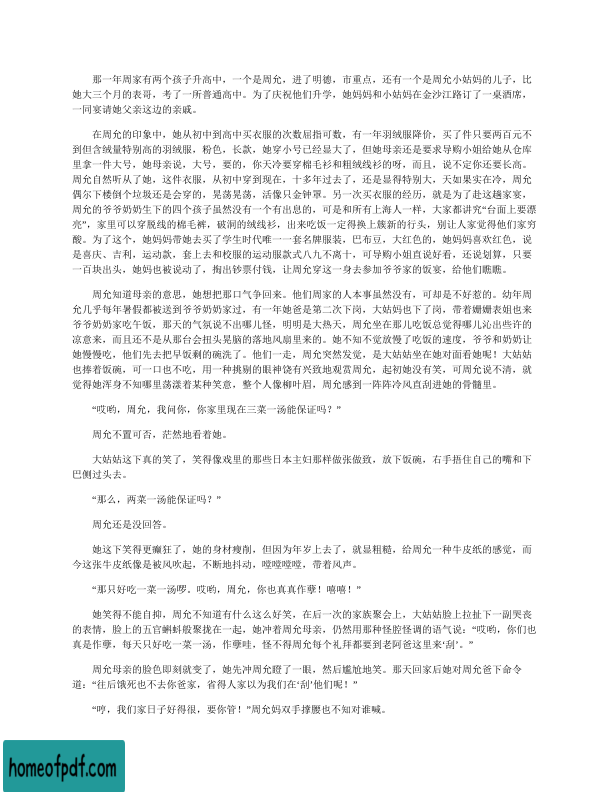 那一年周家有两个孩子升高中，一个是周允，进了明德，市重点，还有一个是周允小姑妈的儿子，比
她大三个月的表哥，考了一所普通高中。为了庆祝他们升学，她妈妈和小姑妈在金沙江路订了一桌酒席，
一同宴请她父亲这边的亲戚。
在周允的印象中，她从初中到高中买衣服的次数屈指可数，有一年羽绒服降价，买了件只要两百元不
到但含绒量特别高的羽绒服，粉色，长款，她穿小号已经显大了，但她母亲还是要求导购小姐给她从仓库
里拿一件大号，她母亲说，大号，要的，你天冷要穿棉毛衫和粗绒线衫的呀，而且，说不定你还要长高。
周允自然听从了她，这件衣服，从初中穿到现在，十多年过去了，还是显得特别大，天如果实在冷，周允
偶尔下楼倒个垃圾还是会穿的，晃荡晃荡，活像只金钟罩。另一次买衣服的经历，就是为了赴这趟家宴，
周允的爷爷奶奶生下的四个孩子虽然没有一个有出息的，可是和所有上海人一样，大家都讲究“台面上要漂
亮”，家里可以穿脱线的棉毛裤，破洞的绒线衫，出来吃饭一定得换上簇新的行头，别让人家觉得他们家穷
酸。为了这个，她妈妈带她去买了学生时代唯一一套名牌服装，巴布豆，大红色的，她妈妈喜欢红色，说
是喜庆、吉利，运动款，套上去和校服的运动服款式八九不离十，可导购小姐直说好看，还说划算，只要
一百块出头，她妈也被说动了，掏出钞票付钱，让周允穿这一身去参加爷爷家的饭宴，给他们瞧瞧。
周允知道母亲的意思，她想把那口气争回来。他们周家的人本事虽然没有，可却是不好惹的。幼年周
允几乎每年暑假都被送到爷爷奶奶家过，有一年她爸是第二次下岗，大姑妈也下了岗，带着姗姗表姐也来
爷爷奶奶家吃午饭，那天的气氛说不出哪儿怪，明明是大热天，周允坐在那儿吃饭总觉得哪儿沁出些许的
凉意来，而且还不是从那台会扭头晃脑的落地风扇里来的。她不知不觉放慢了吃饭的速度，爷爷和奶奶让
她慢慢吃，他们先去把早饭剩的碗洗了。他们一走，周允突然发觉，是大姑姑坐在她对面看她呢！大姑姑
也捧着饭碗，可一口也不吃，用一种挑剔的眼神饶有兴致地观赏周允，起初她没有笑，可周允说不清，就
觉得她浑身不知哪里荡漾着某种笑意，整个人像柳叶眉，周允感到一阵阵冷风直刮进她的骨髓里。
“哎哟，周允，我问你，你家里现在三菜一汤能保证吗？”
周允不置可否，茫然地看着她。
大姑姑这下真的笑了，笑得像戏里的那些日本主妇那样做张做致，放下饭碗，右手捂住自己的嘴和下
巴侧过头去。
“那么，两菜一汤能保证吗？”
周允还是没回答。
她这下笑得更癫狂了，她的身材瘦削，但因为年岁上去了，就显粗糙，给周允一种牛皮纸的感觉，而
今这张牛皮纸像是被风吹起，不断地抖动，嘡嘡嘡嘡，带着风声。
“那只好吃一菜一汤啰。哎哟，周允，你也真真作孽！嘻嘻！”
她笑得不能自抑，周允不知道有什么这么好笑，在后一次的家族聚会上，大姑姑脸上拉扯下一副哭丧
的表情，脸上的五官蝌蚪般聚拢在一起，她冲着周允母亲，仍然用那种怪腔怪调的语气说：“哎哟，你们也
真是作孽，每天只好吃一菜一汤，作孽哇，怪不得周允每个礼拜都要到老阿爸这里来‘刮’。”
周允母亲的脸色即刻就变了，她先冲周允瞪了一眼，然后尴尬地笑。那天回家后她对周允爸下命令
道：“往后饿死也不去你爸家，省得人家以为我们在‘刮’他们呢！”
“哼，我们家日子好得很，要你管！”周允妈双手撑腰也不知对谁喊。
homeofpdf.com